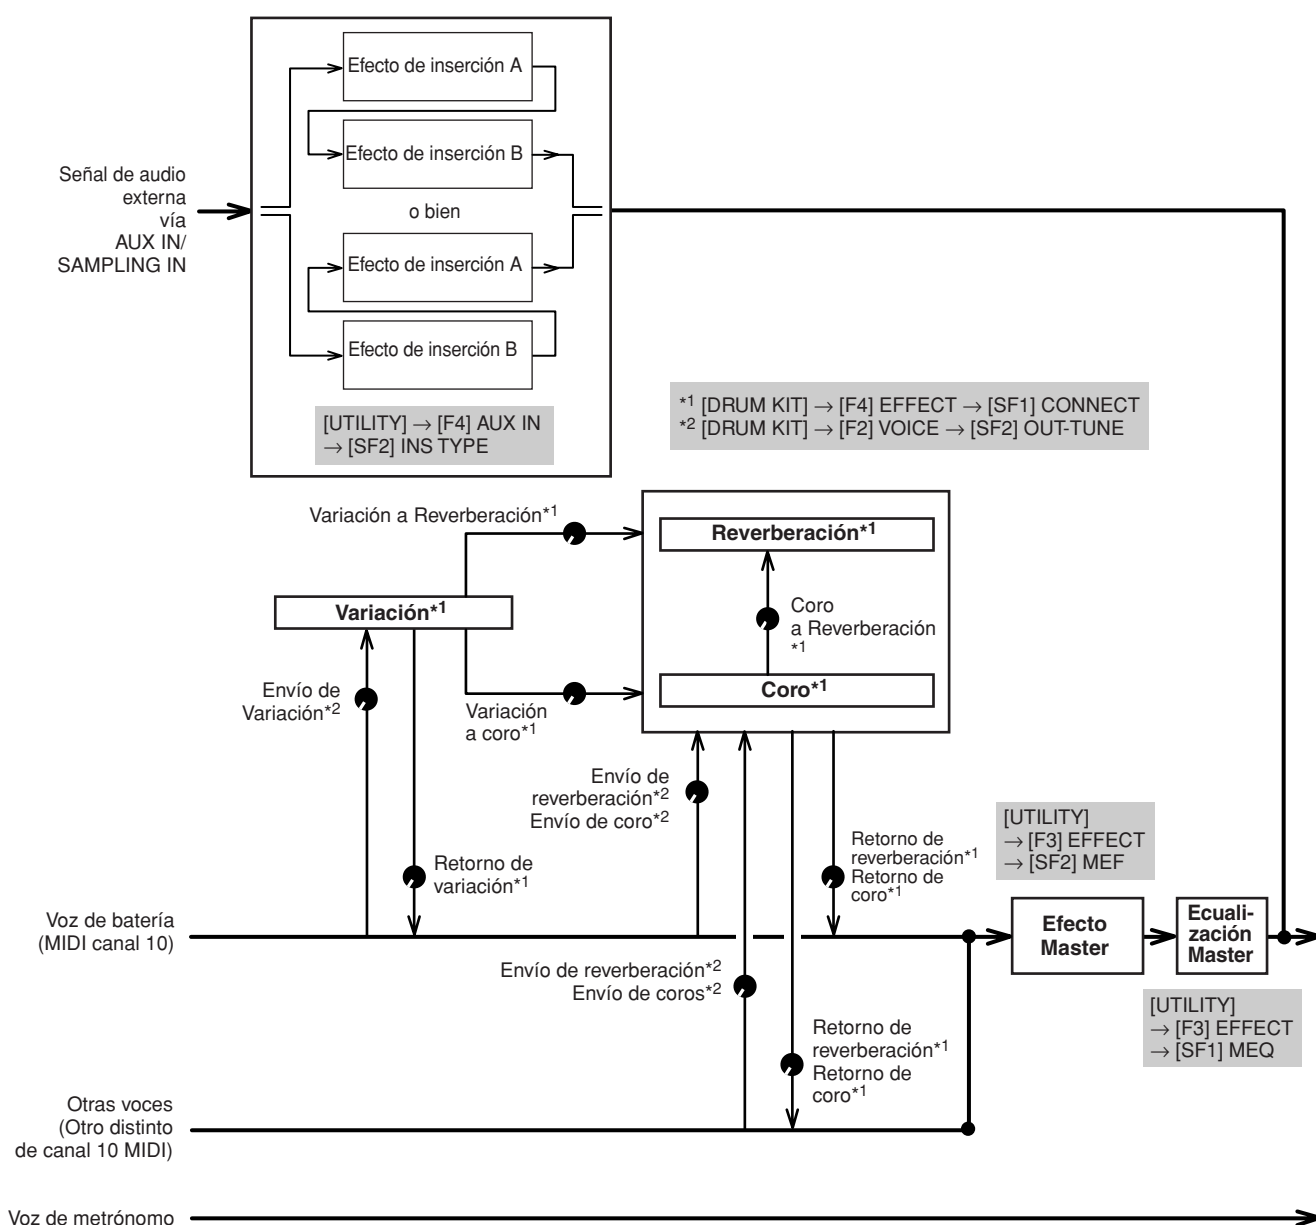 Efecto de inserción A
Efecto de inserción B
Señal de audio
externa
vía
AUX IN/
SAMPLING IN
o bien
Efecto de inserción A
Efecto de inserción B
[UTILITY] → [F4] AUX IN
→ [SF2] INS TYPE
*1 [DRUM KIT] → [F4] EFFECT → [SF1] CONNECT
*2 [DRUM KIT] → [F2] VOICE → [SF2] OUT-TUNE
Variación a Reverberación*1
Reverberación*1
Variación*1
Coro
a Reverberación
*1
Coro*1
Envío de
Variación*2
Variación
a coro*1
Envío de
reverberación*2
Envío de coro*2
Retorno de
variación*1
Retorno de
reverberación*1
Retorno de
coro*1
[UTILITY]
→ [F3] EFFECT
→ [SF2] MEF
Voz de batería
(MIDI canal 10)
Efecto
Master
Ecuali-
zación
Master
Envío de reverberación*2
Envío de coros*2
[UTILITY]
→ [F3] EFFECT
→ [SF1] MEQ
Retorno de
reverberación*1
Retorno de
coro*1
Otras voces
(Otro distinto
de canal 10 MIDI)
Voz de metrónomo